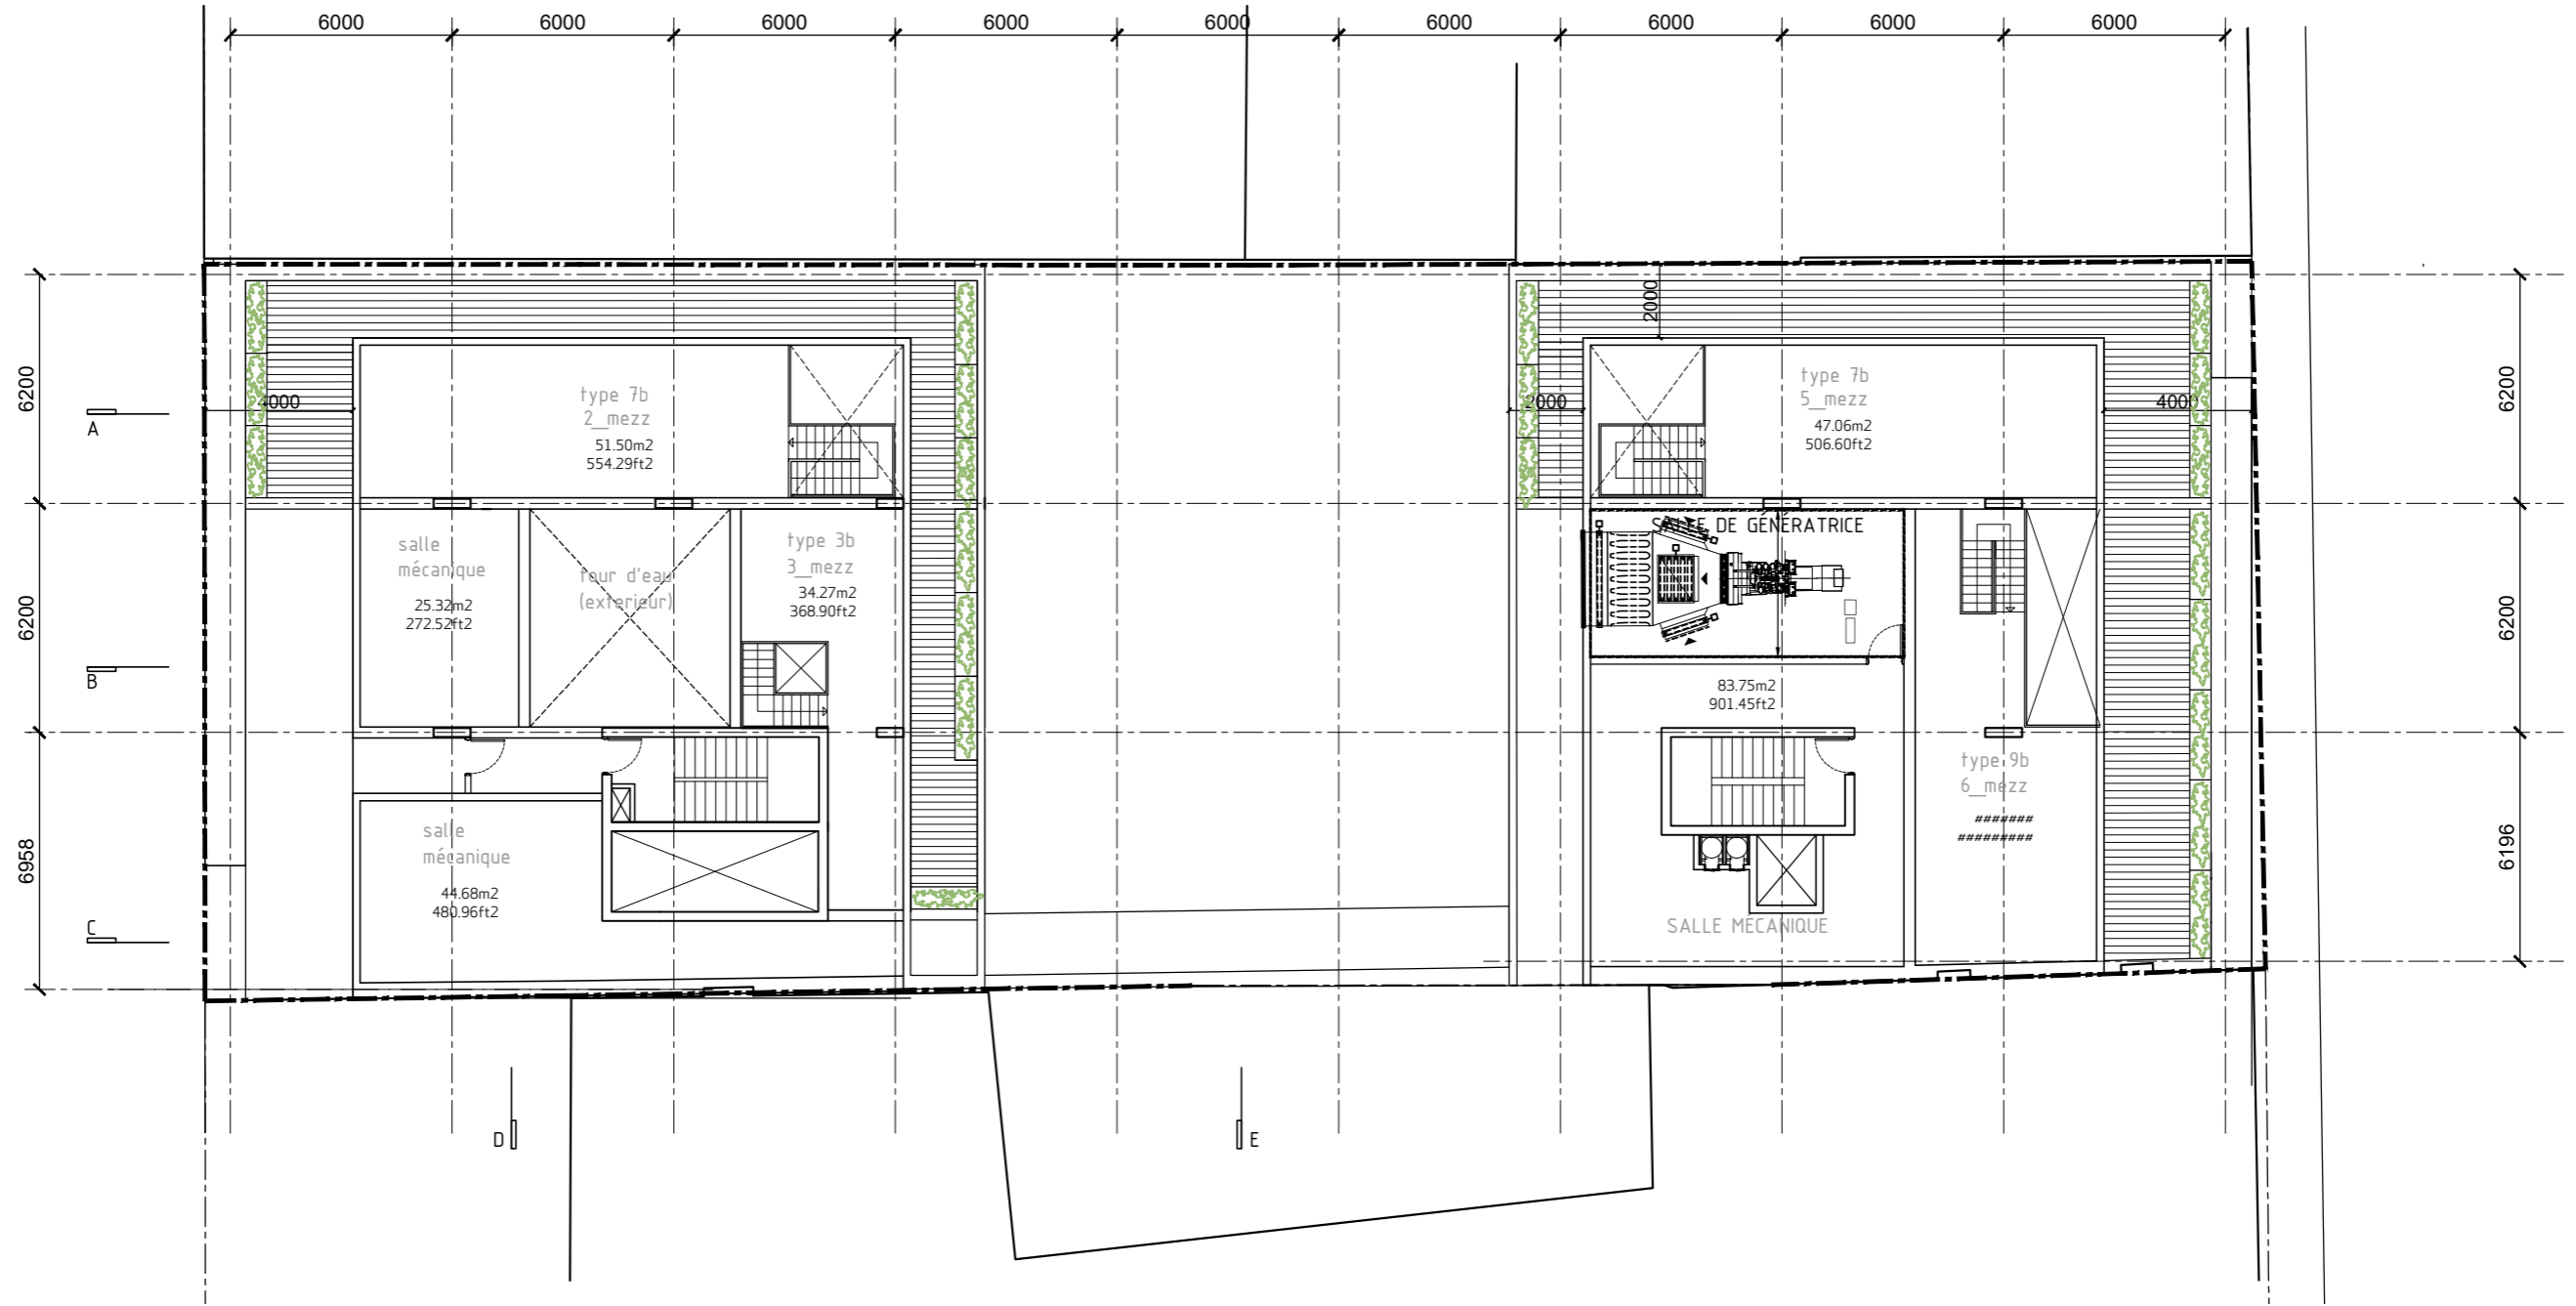 6000 6000 6000 6000 6000 6000 6000 6000 6000
2000
6200
6200
type 7b
2_mezz
51.50m2
554.29ft2
type 7b
5_mezz
47.06m2
506.60ft2
4000
2000
4000
A
SALLE DE GÉNÉRATRICE
salle
mécanique
25.32m2
272.52ft2
tour d'eau
(exterieur)
type 3b
3_mezz
34.27m2
368.90ft2
6200
6200
B
83.75m2
901.45ft2
type 9b
6_mezz
#######
#########
6958
6196
salle
mécanique
44.68m2
480.96ft2
SALLE MECANIQUE
C
D
E